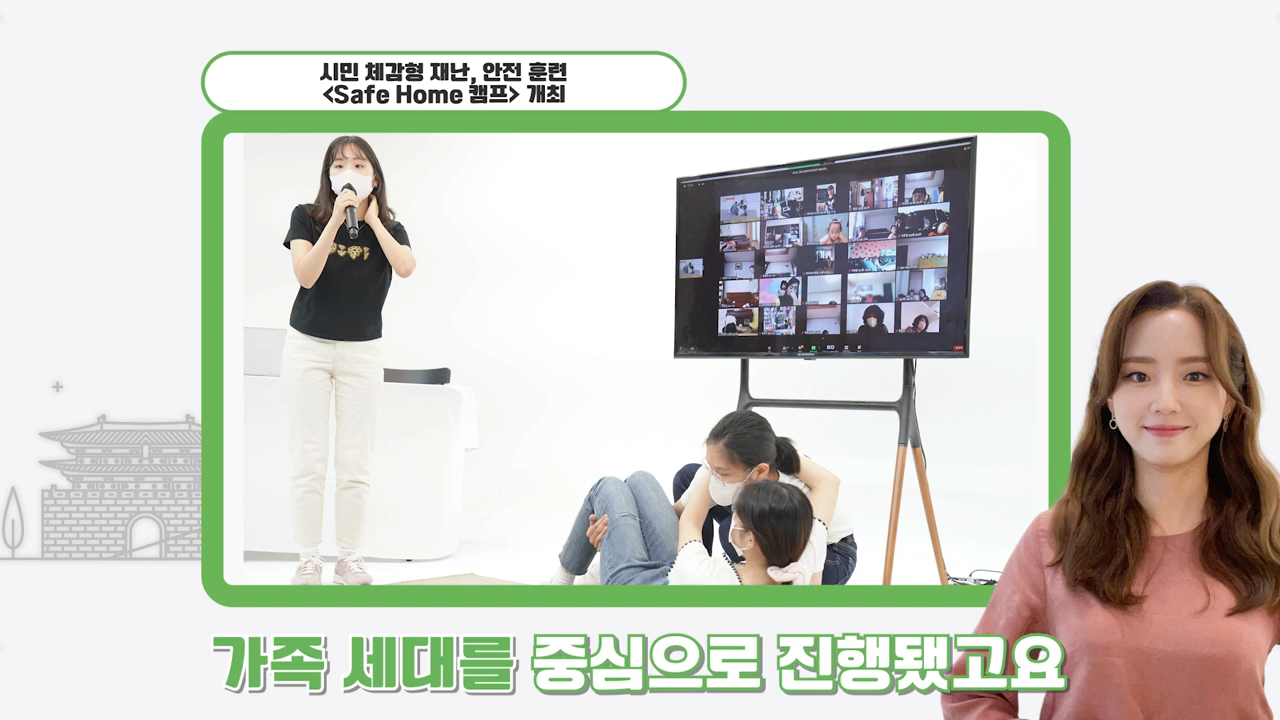 시민 체감형 재난, 안전 훈련
<Safe Home 캠프> 개최
가족 세대를 중심으로 진행됐고요